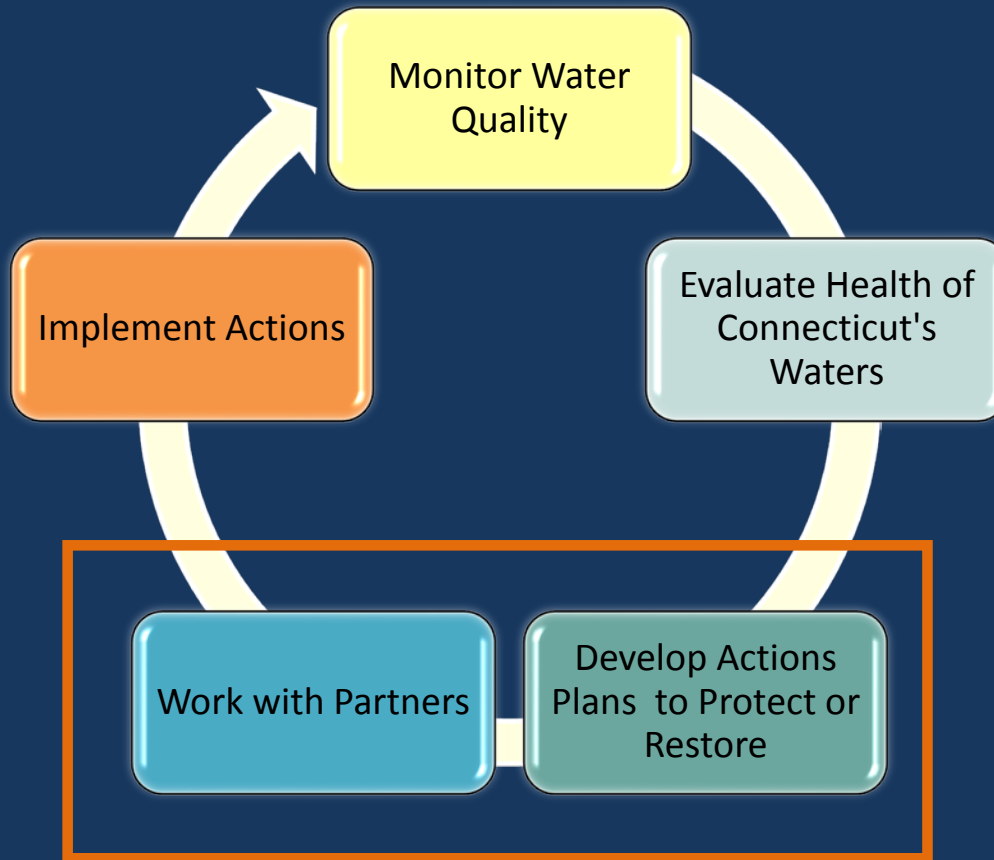 Monitor Water
Quality
Evaluate Health of
Connecticut's
Waters
Develop Actions
Plans  to Protect or
Restore
Work with Partners
Implement Actions